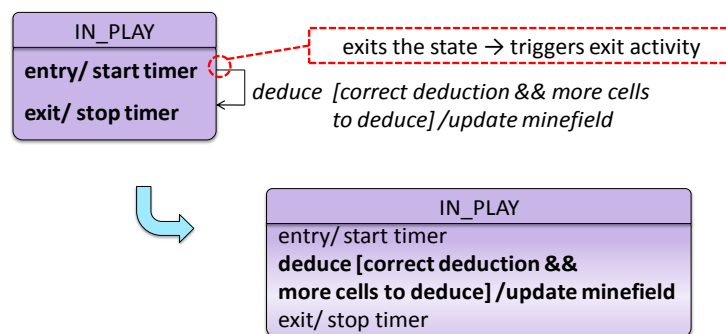 IN_PLAY
entry/ start timer
exit/ stop timer
exits the state → triggers exit activity
deduce [correct deduction && more cells
to deduce] /update minefield
IN_PLAY
entry/ start timer
deduce [correct deduction &&
more cells to deduce] /update minefield
exit/ stop timer